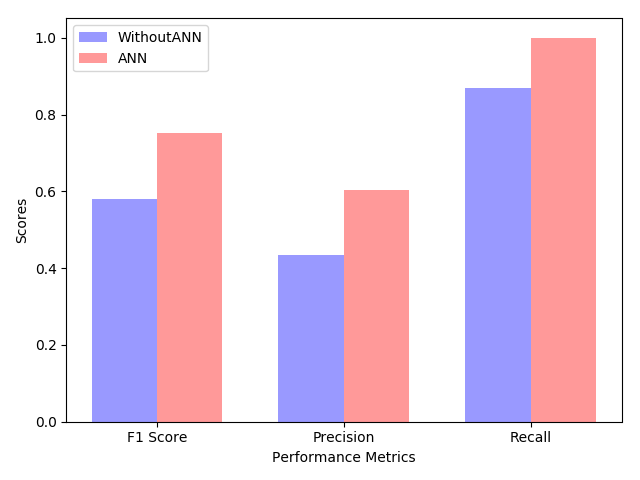 WithoutANN
ANN
1.0
0.8
0.6
0.4
0.2
0.0
Scores
F1 Score
Precision
Recall
Performance Metrics